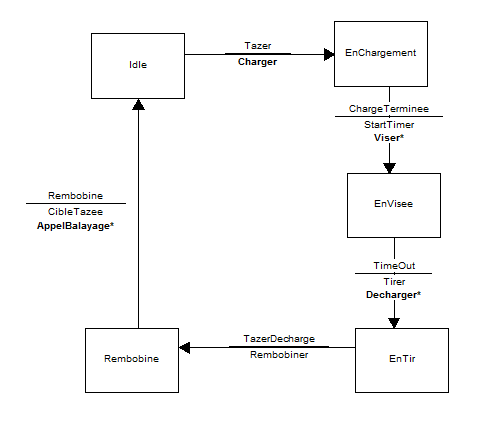 Idle
Tazer
Charger
EnChargement
ChargeTerminee
StartTimer
Viser*
EnVisee
TimeOut
Tirer
Decharger*
EnTir
TazerDecharge
Rembobiner
Rembobine
Rembobine
CibleTazee
AppelBalayage*